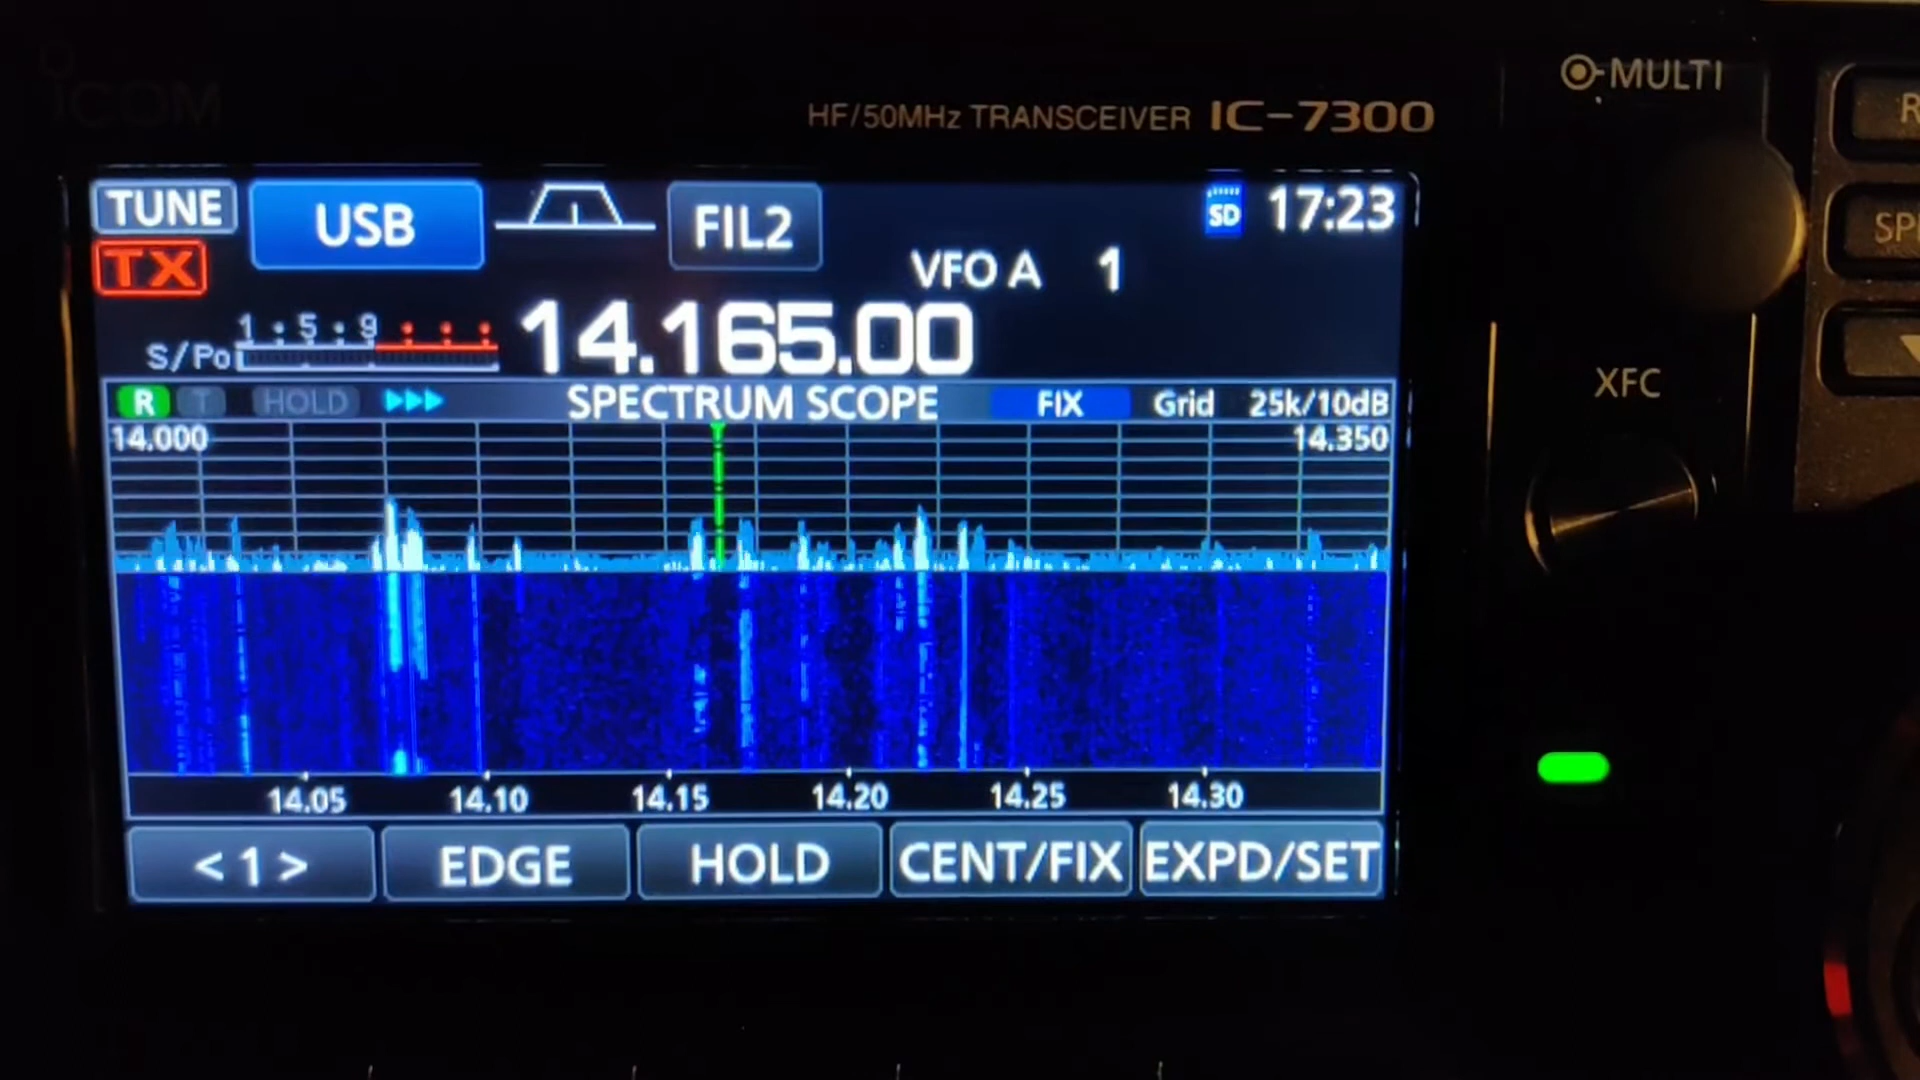 ICOM
HF/50MHz TRANSCEIVER IC-7300
MULTI
TUNE USB FIL2 SD 17:23
TX VFO A 1
1 5 9
S/Po 14.165.00
XFC
R T HOLD SPECTRUM SCOPE FIX Grid 25k/10dB
14.000 14.350
14.05 14.10 14.15 14.20 14.25 14.30
< 1 > EDGE HOLD CENT/FIX EXPD/SET